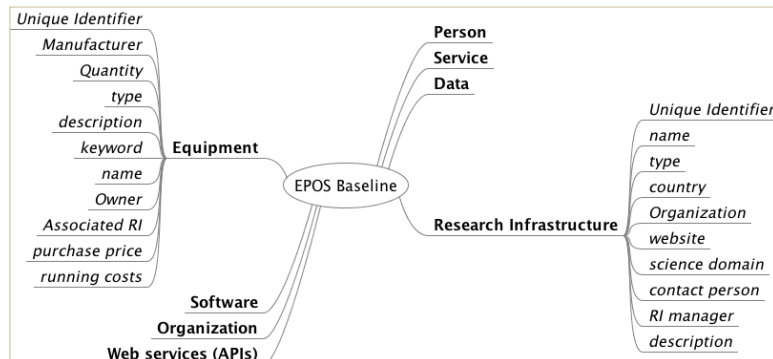 Unique Identifier
Manufacturer
Quantity
type
description
keyword
name
Owner
Associated RI
purchase price
running costs
Equipment
Software
Organization
Web services (APIs)
EPOS Baseline
Person
Service
Data
Research Infrastructure
Unique Identifier
name
type
country
Organization
website
science domain
contact person
RI manager
description